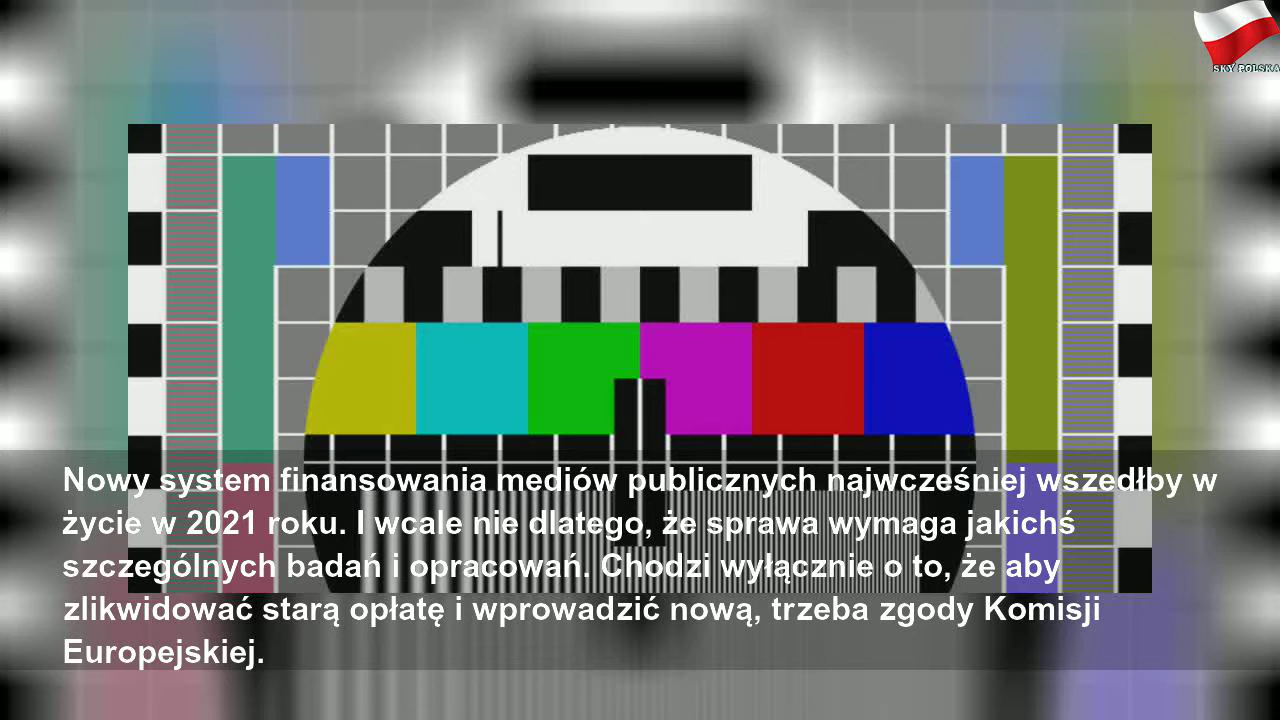 SKY POLSKA
Nowy system finansowania mediów publicznych najwcześniej wszedłby w
życie w 2021 roku. I wcale nie dlatego, że sprawa wymaga jakichś
szczególnych badań i opracowań. Chodzi wyłącznie o to, że aby
zlikwidować starą opłatę i wprowadzić nową, trzeba zgody Komisji
Europejskiej.